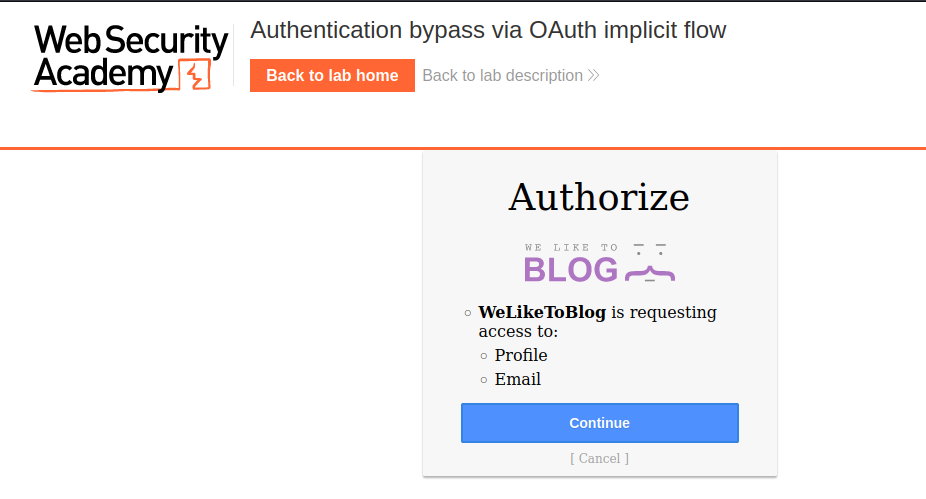 Web Security
Academy
Authentication bypass via OAuth implicit flow
Back to lab home
Back to lab description
Authorize
WE LIKE TO
BLOG
WeLikeToBlog is requesting
access to:
Profile
Email
Continue
[ Cancel ]